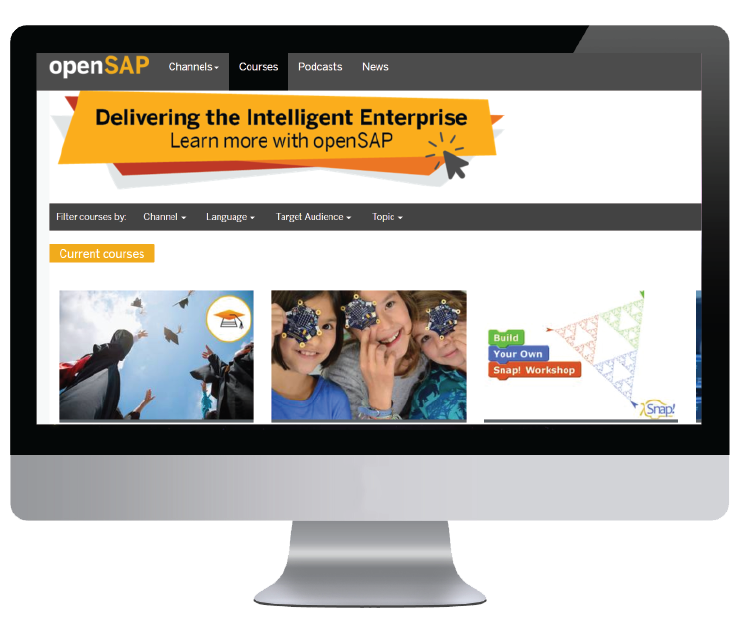 openSAP Channels Courses Podcasts News
Delivering the Intelligent Enterprise
Learn more with openSAP
Filter courses by: Channel Language Target Audience Topic
Current courses
Build
Your Own
Snap! Workshop
Snap!